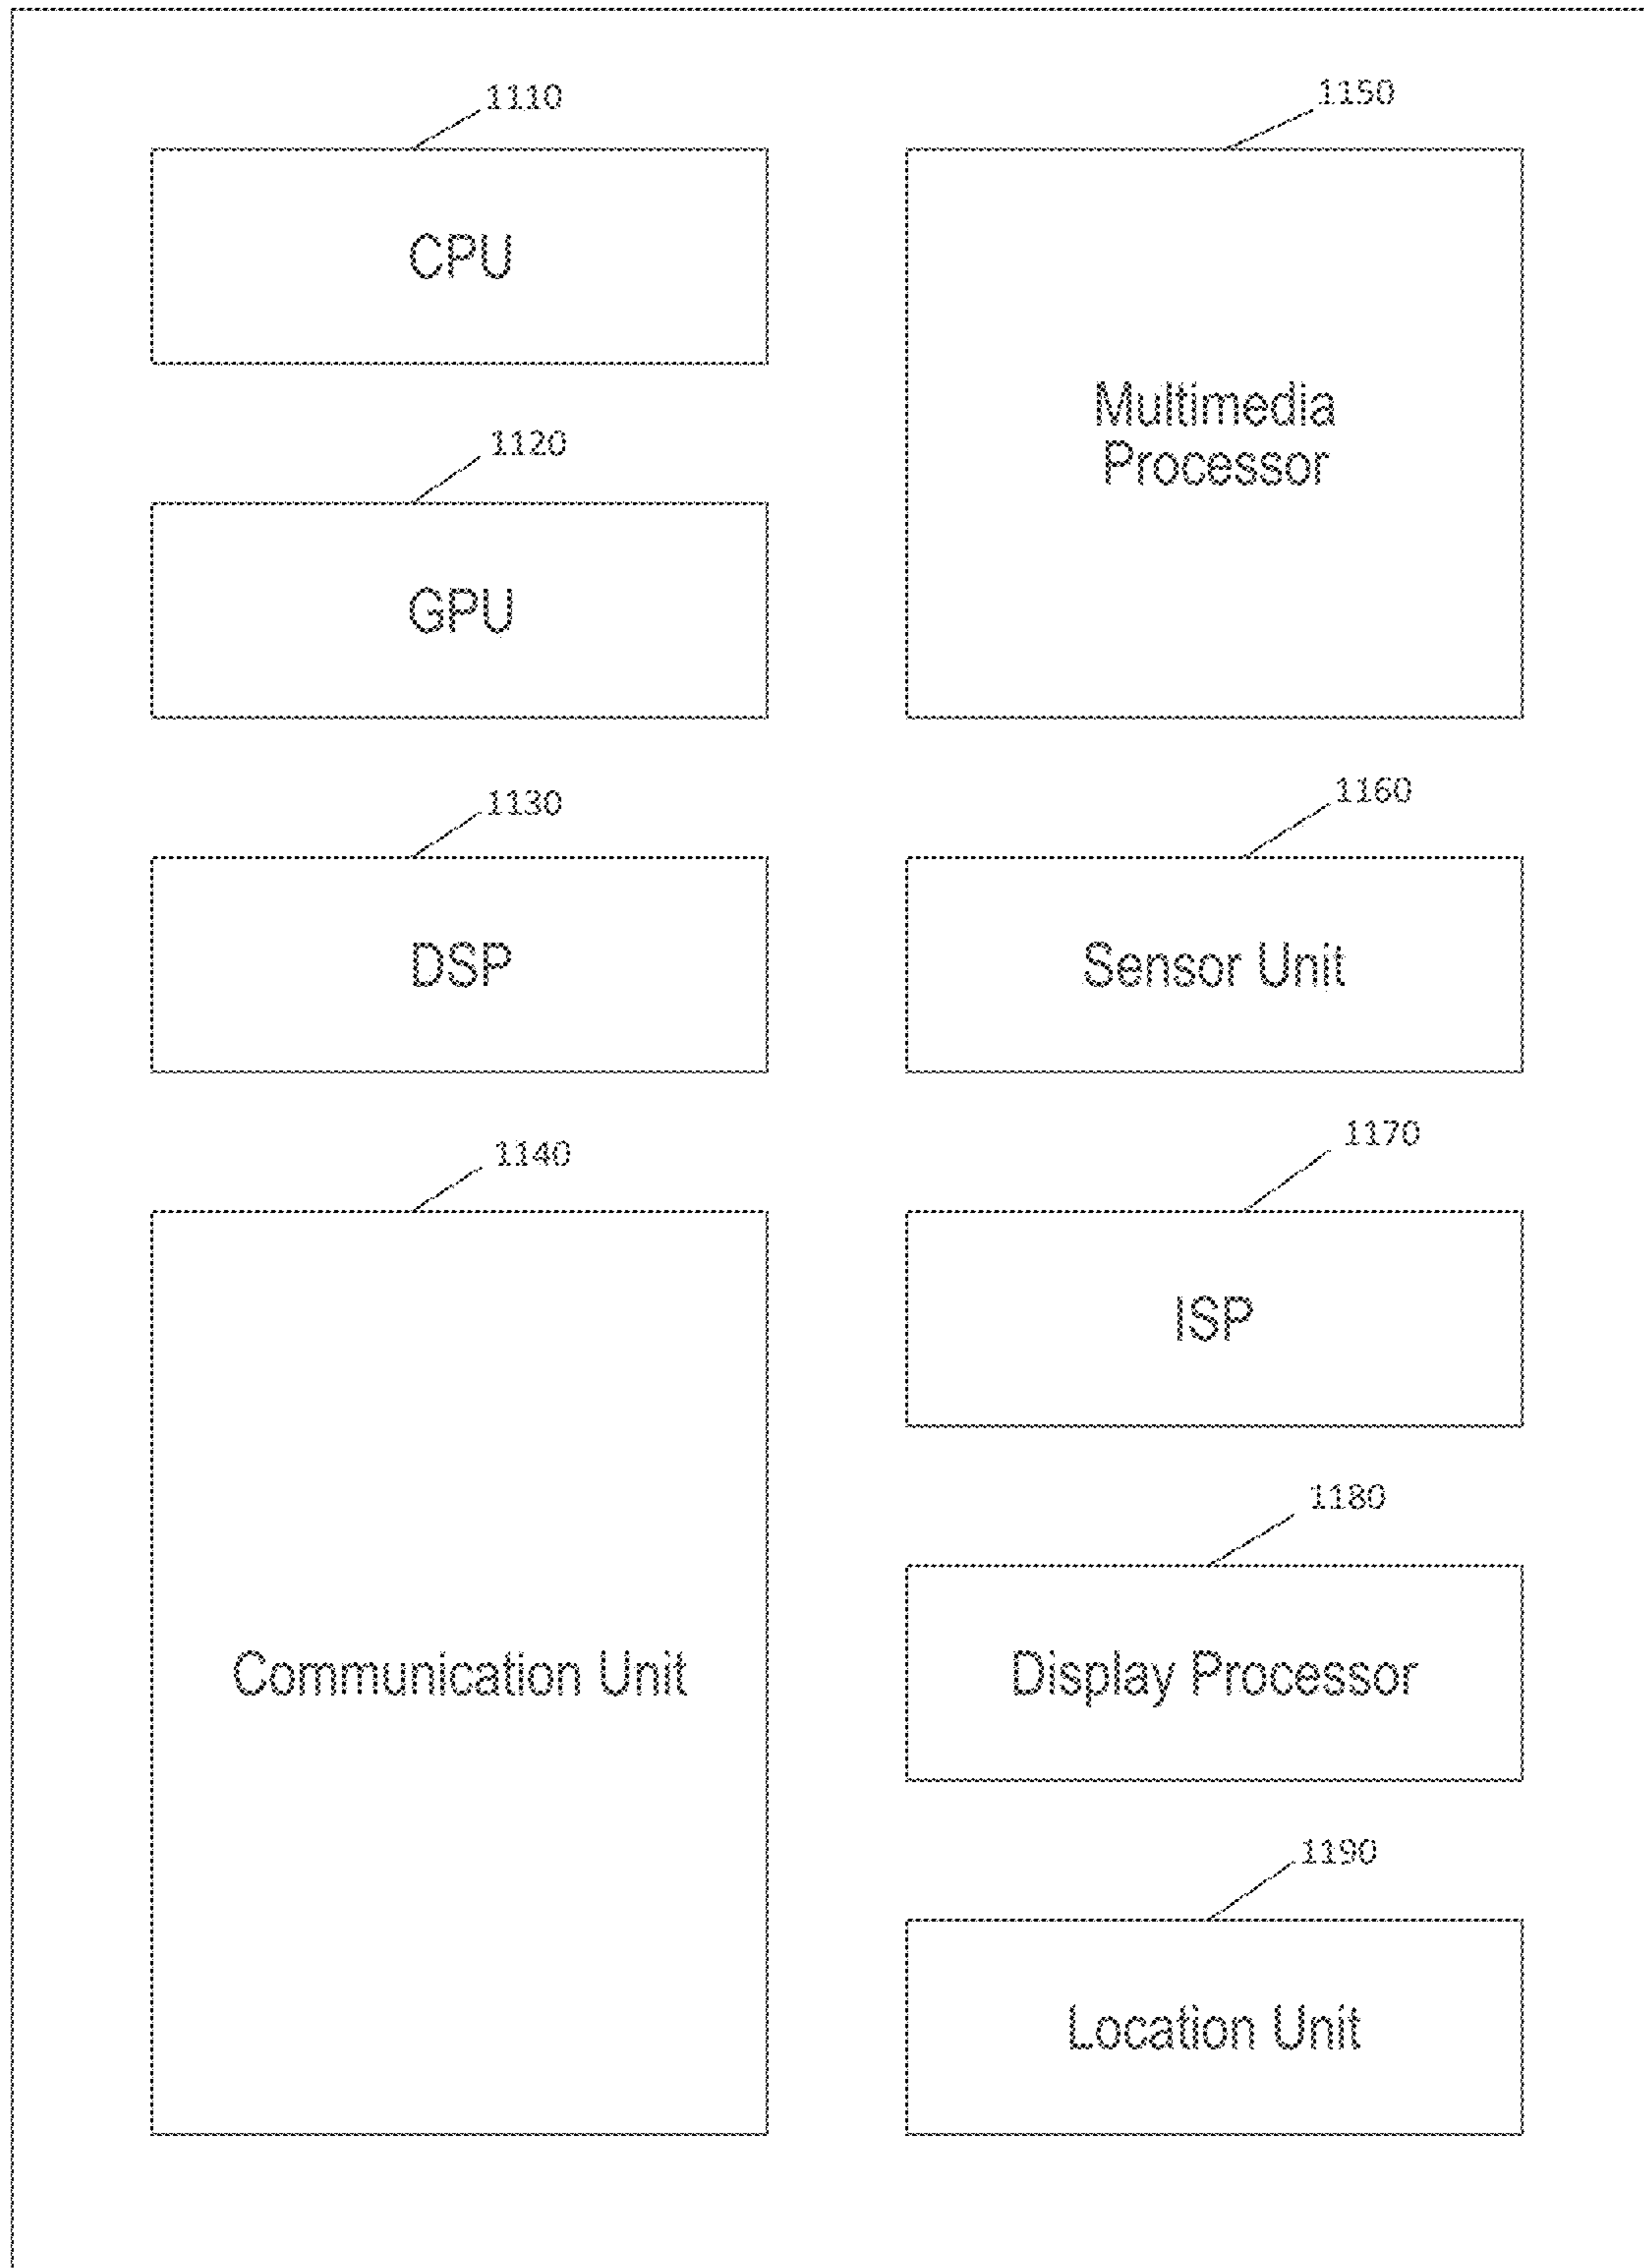 1110
CPU
1120
GPU
1130
DSP
1140
Communication Unit
1150
Multimedia
Processor
1160
Sensor Unit
1170
ISP
1180
Display Processor
1190
Location Unit